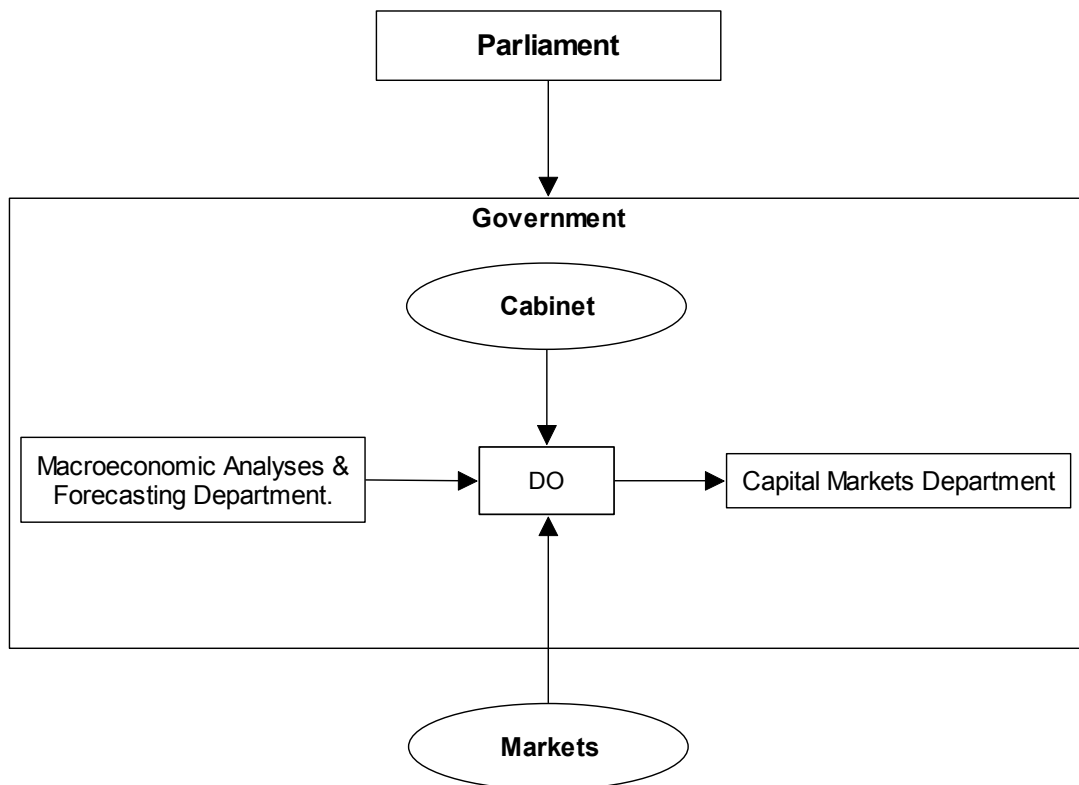 Parliament
Government
Cabinet
Macroeconomic Analyses &
Forecasting Department.
DO
Capital Markets Department
Markets